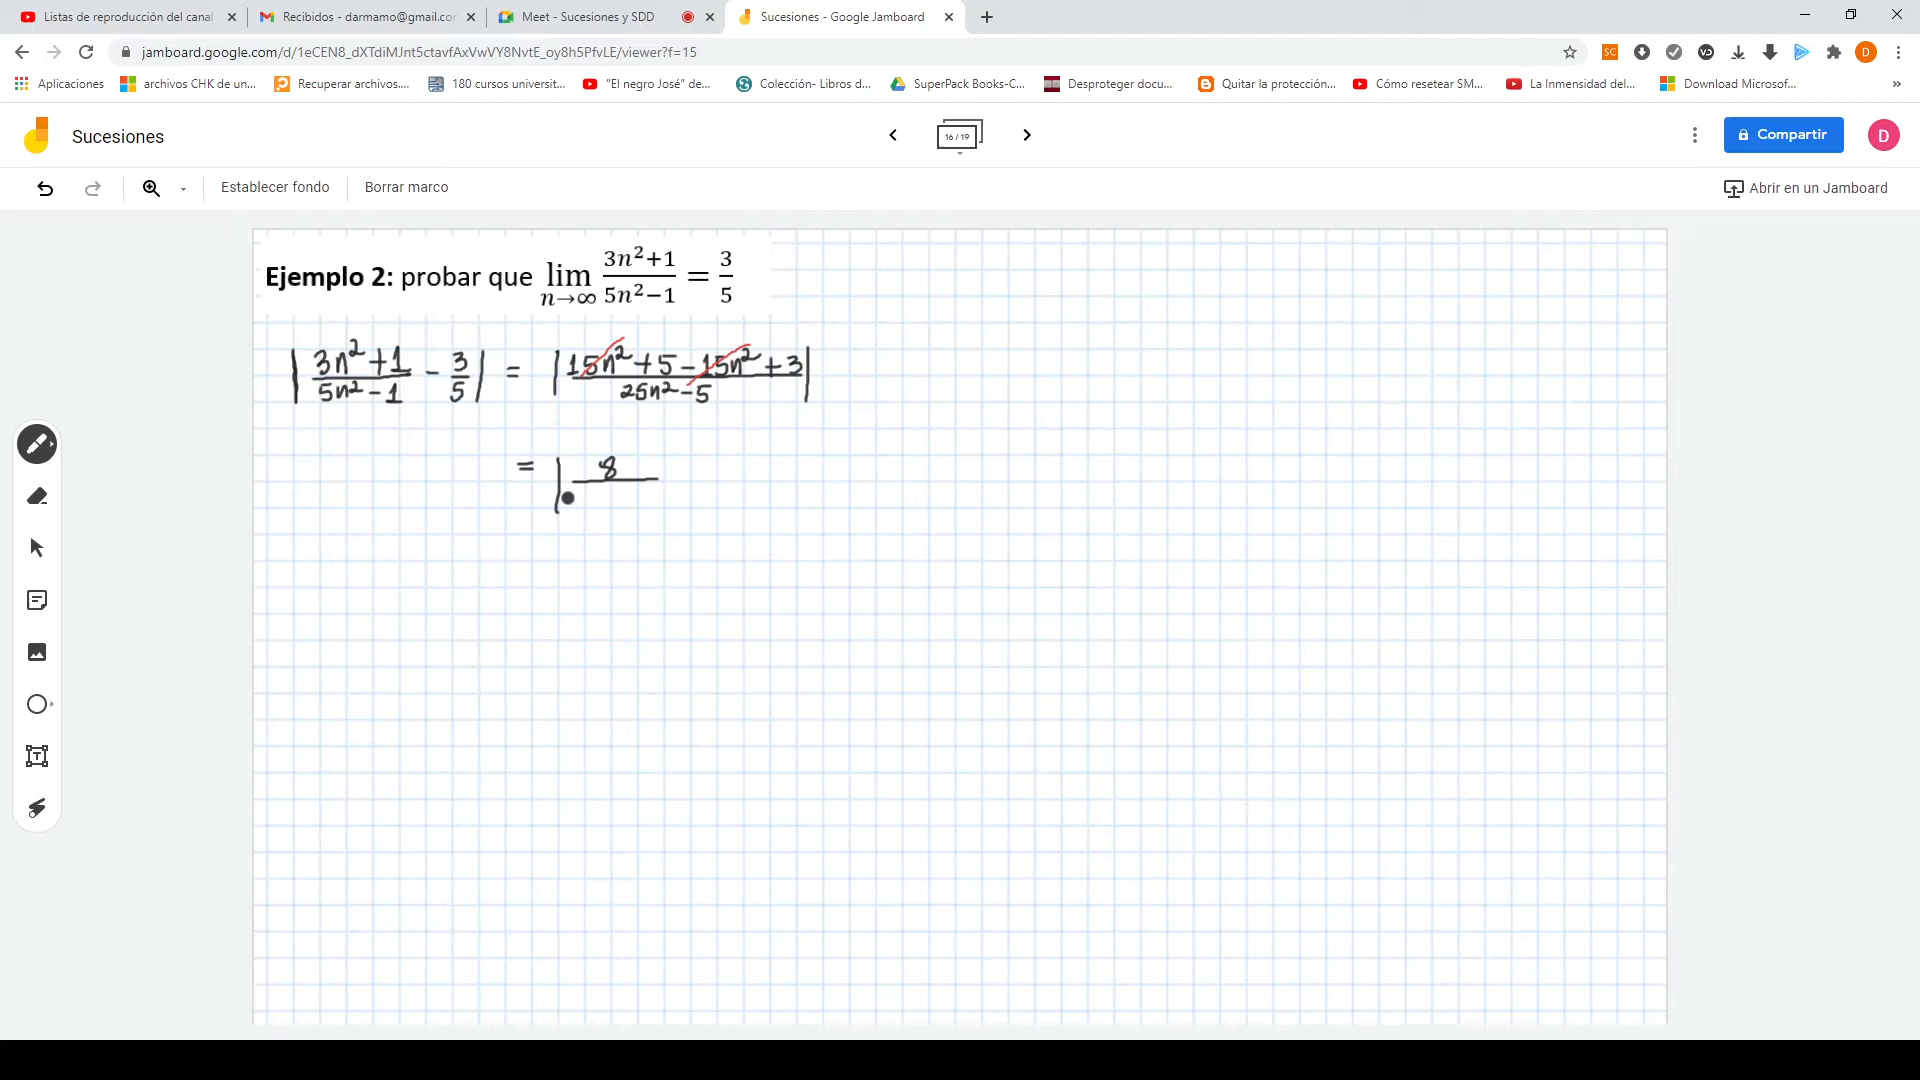 Listas de reproducción del canal
Recibidos - darmamo@gmail.cor
Meet - Sucesiones y SDD
Sucesiones - Google Jamboard
jamboard.google.com/d/1eCEN8_dXTdiMJnt5ctavfAxVwVY8NvtE_oy8h5PfvLE/viewer?f=15
SC
D
Aplicaciones
archivos CHK de un...
Recuperar archivos....
180 cursos universit...
"El negro José" de...
Colección- Libros d...
SuperPack Books-C...
Desproteger docu...
Quitar la protección...
Cómo resetear SM...
La Inmensidad del...
Download Microsof...
»
Sucesiones
16 / 19
Compartir
D
Establecer fondo
Borrar marco
Abrir en un Jamboard
Ejemplo 2: probar que lim n→∞ 3n²+1 / 5n²−1 = 3/5
| 3n²+1 / 5n²-1 - 3/5 | = | 15n²+5-15n²+3 / 25n²-5 |
= | 8